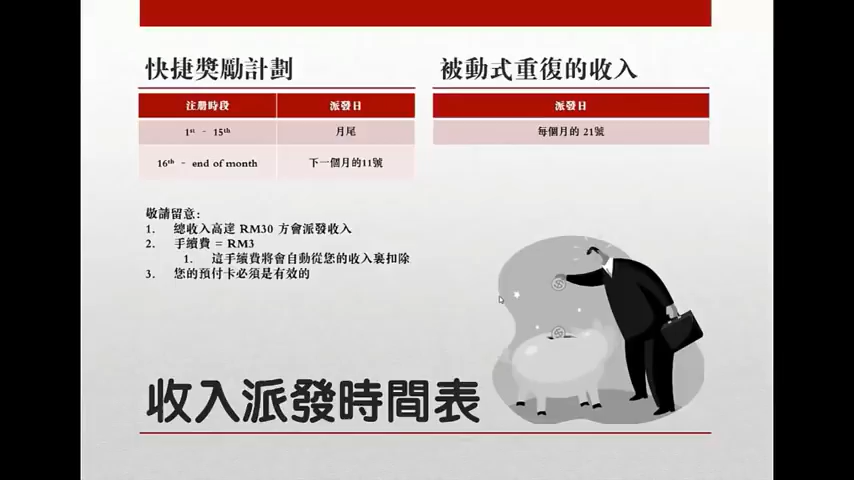 快捷獎勵計劃
注册時段 派發日
1st - 15th 月尾
16th - end of month 下一個月的11號
被動式重復的收入
派發日
每個月的 21號
敬請留意:
1. 總收入高達 RM30 方會派發收入
2. 手續費 = RM3
1. 這手續費將會自動從您的收入裏扣除
3. 您的預付卡必須是有效的
收入派發時間表